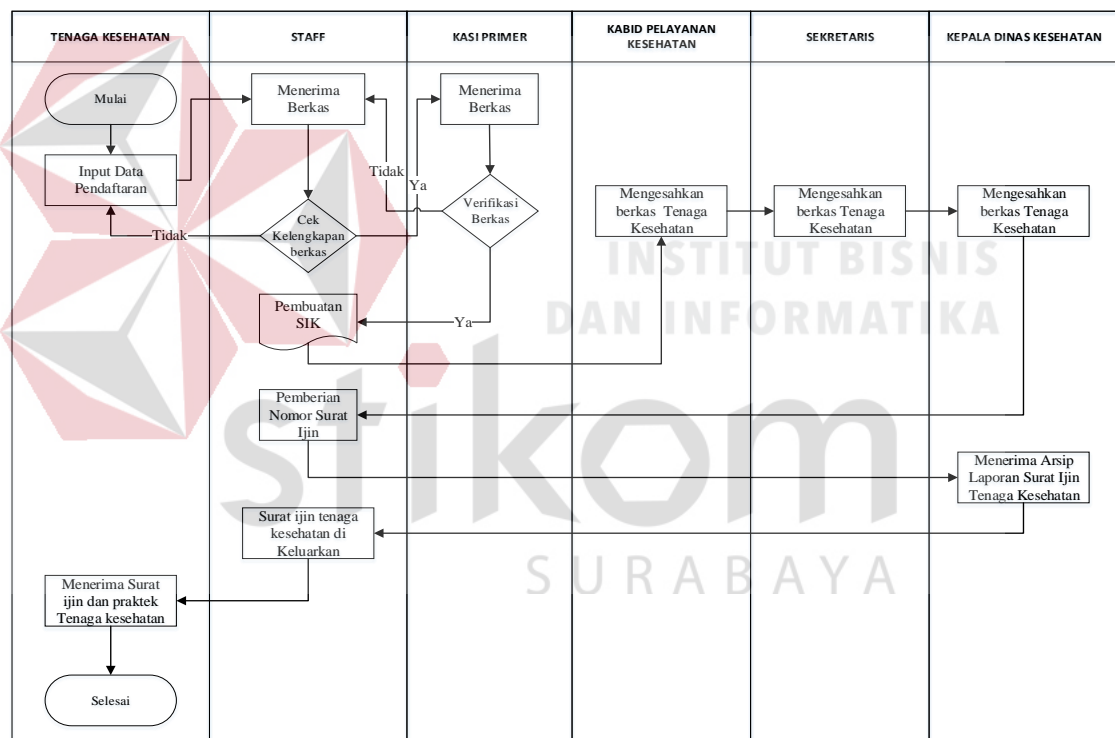 TENAGA KESEHATAN
STAFF
KASI PRIMER
KABID PELAYANAN
KESEHATAN
SEKRETARIS
KEPALA DINAS KESEHATAN
Mulai
Menerima
Berkas
Menerima
Berkas
Input Data
Pendaftaran
Tidak
Ya
Verifikasi
Berkas
Mengesahkan
berkas Tenaga
Kesehatan
Mengesahkan
berkas Tenaga
Kesehatan
Mengesahkan
berkas Tenaga
Kesehatan
Tidak
Cek
Kelengkapan
berkas
INSTITUT BISNIS
DAN INFORMATIKA
Pembuatan
SIK
Ya
Pemberian
Nomor Surat
Ijin
stikom
SURABAYA
Menerima Arsip
Laporan Surat Ijin
Tenaga Kesehatan
Surat ijin tenaga
kesehatan di
Keluarkan
Menerima Surat
ijin dan praktek
Tenaga kesehatan
Selesai